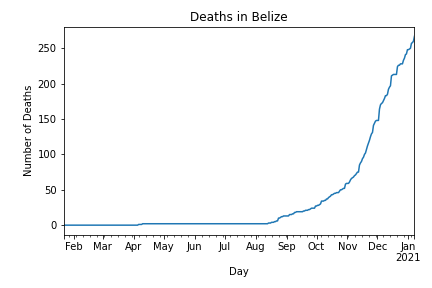 Deaths in Belize
Number of Deaths
250
200
150
100
50
0
Feb Mar Apr May Jun Jul Aug Sep Oct Nov Dec Jan
2021
Day